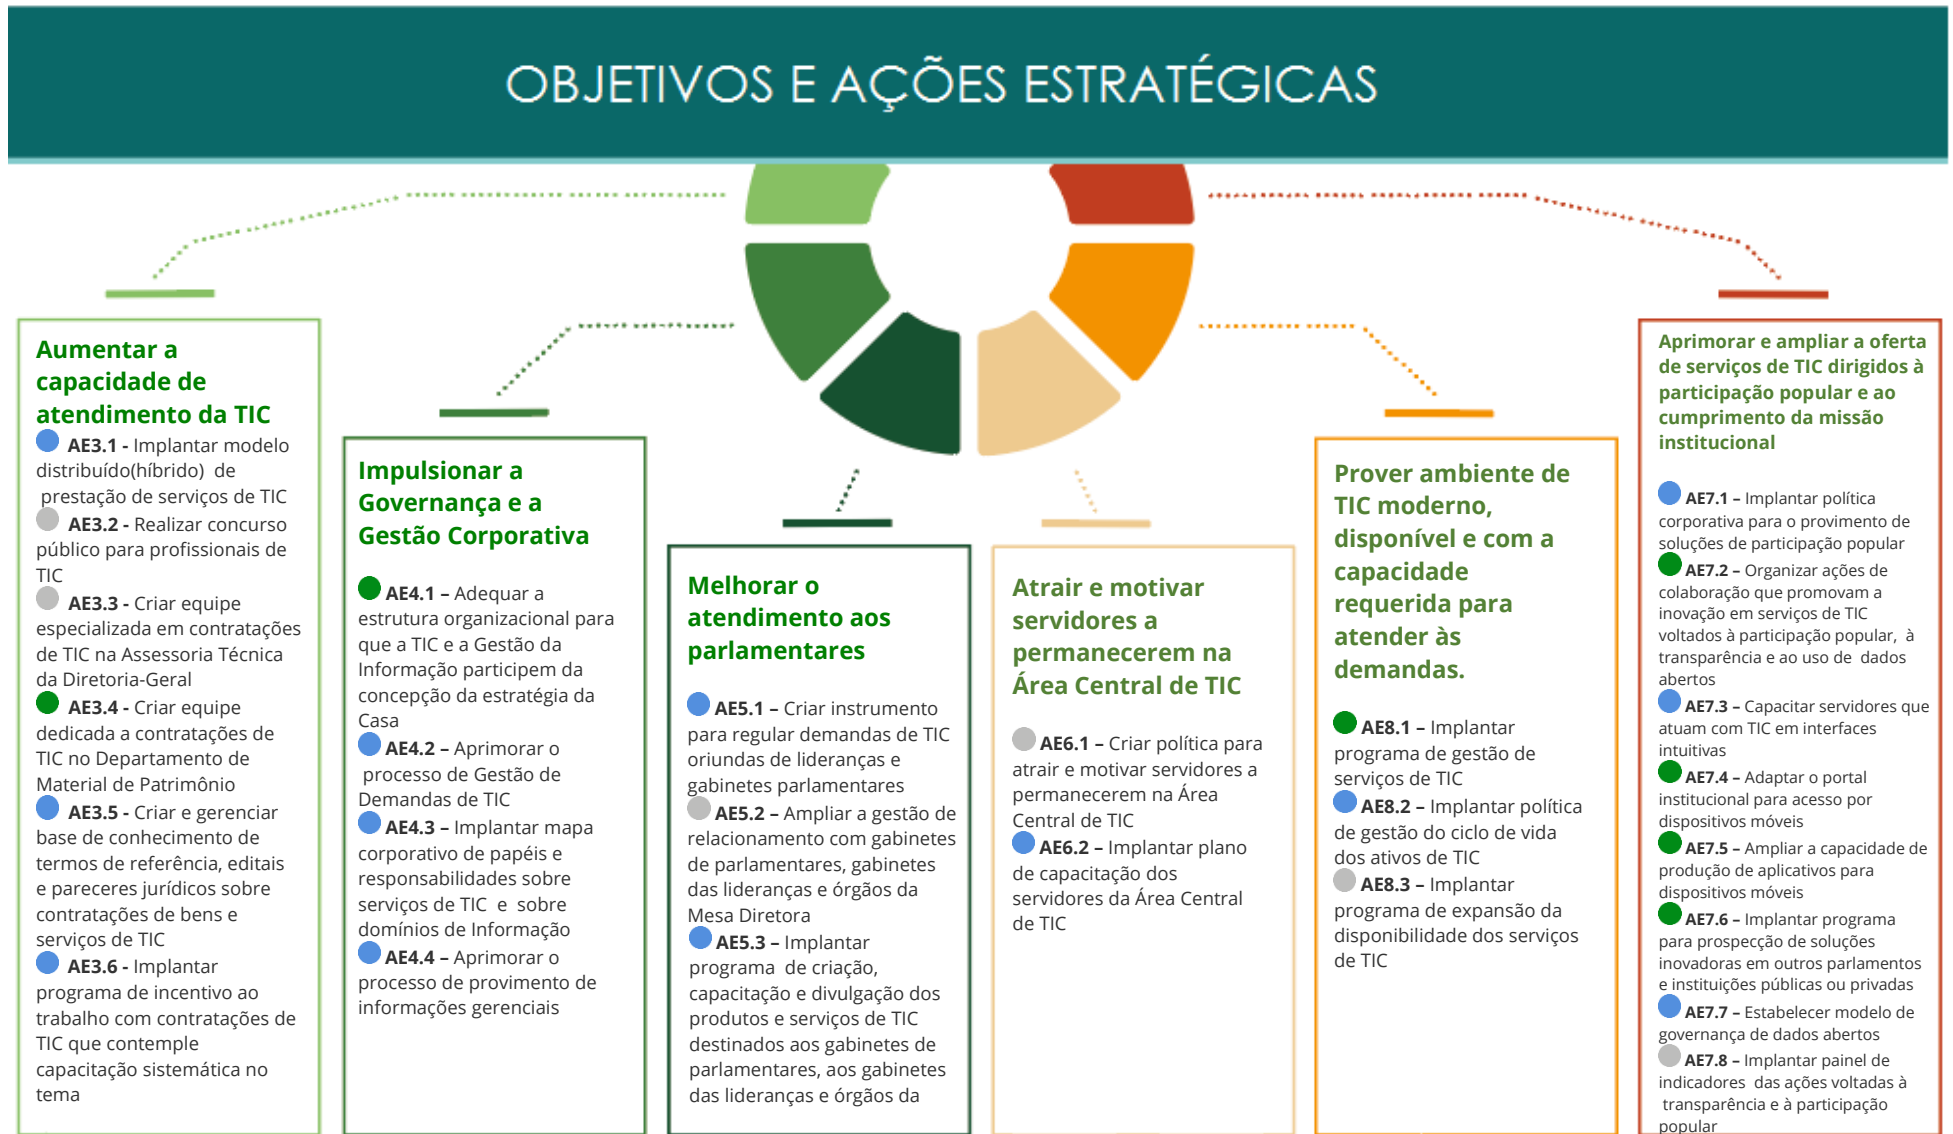 OBJETIVOS E AÇÕES ESTRATÉGICAS
Aumentar a
capacidade de
atendimento da TIC
AE3.1 - Implantar modelo
distribuído(híbrido) de
prestação de serviços de TIC
AE3.2 - Realizar concurso
público para profissionais de
TIC
AE3.3 - Criar equipe
especializada em contratações
de TIC na Assessoria Técnica
da Diretoria-Geral
AE3.4 - Criar equipe
dedicada a contratações de
TIC no Departamento de
Material de Patrimônio
AE3.5 - Criar e gerenciar
base de conhecimento de
termos de referência, editais
e pareceres jurídicos sobre
contratações de bens e
serviços de TIC
AE3.6 - Implantar
programa de incentivo ao
trabalho com contratações de
TIC que contemple
capacitação sistemática no
tema
Impulsionar a
Governança e a
Gestão Corporativa
AE4.1 – Adequar a
estrutura organizacional para
que a TIC e a Gestão da
Informação participem da
concepção da estratégia da
Casa
AE4.2 – Aprimorar o
processo de Gestão de
Demandas de TIC
AE4.3 – Implantar mapa
corporativo de papéis e
responsabilidades sobre
serviços de TIC e sobre
domínios de Informação
AE4.4 – Aprimorar o
processo de provimento de
informações gerenciais
Melhorar o
atendimento aos
parlamentares
AE5.1 – Criar instrumento
para regular demandas de TIC
oriundas de lideranças e
gabinetes parlamentares
AE5.2 – Ampliar a gestão de
relacionamento com gabinetes
de parlamentares, gabinetes
das lideranças e órgãos da
Mesa Diretora
AE5.3 – Implantar
programa de criação,
capacitação e divulgação dos
produtos e serviços de TIC
destinados aos gabinetes de
parlamentares, aos gabinetes
das lideranças e órgãos da
Atrair e motivar
servidores a
permanecerem na
Área Central de TIC
AE6.1 – Criar política para
atrair e motivar servidores a
permanecerem na Área
Central de TIC
AE6.2 – Implantar plano
de capacitação dos
servidores da Área Central
de TIC
Prover ambiente de
TIC moderno,
disponível e com a
capacidade
requerida para
atender às
demandas.
AE8.1 – Implantar
programa de gestão de
serviços de TIC
AE8.2 – Implantar política
de gestão do ciclo de vida
dos ativos de TIC
AE8.3 – Implantar
programa de expansão da
disponibilidade dos serviços
de TIC
Aprimorar e ampliar a oferta
de serviços de TIC dirigidos à
participação popular e ao
cumprimento da missão
institucional
AE7.1 – Implantar política
corporativa para o provimento de
soluções de participação popular
AE7.2 – Organizar ações de
colaboração que promovam a
inovação em serviços de TIC
voltados à participação popular, à
transparência e ao uso de dados
abertos
AE7.3 – Capacitar servidores que
atuam com TIC em interfaces
intuitivas
AE7.4 – Adaptar o portal
institucional para acesso por
dispositivos móveis
AE7.5 – Ampliar a capacidade de
produção de aplicativos para
dispositivos móveis
AE7.6 – Implantar programa
para prospecção de soluções
inovadoras em outros parlamentos
e instituições públicas ou privadas
AE7.7 – Estabelecer modelo de
governança de dados abertos
AE7.8 – Implantar painel de
indicadores das ações voltadas à
transparência e à participação
popular